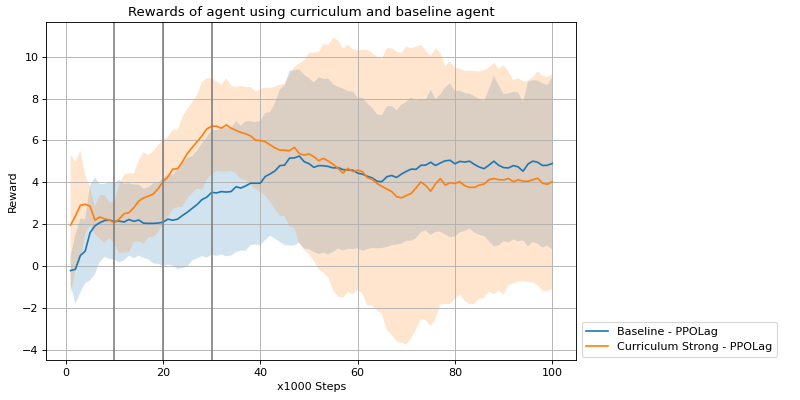 Rewards of agent using curriculum and baseline agent
Reward
10
8
6
4
2
0
−2
−4
0
20
40
60
80
100
x1000 Steps
Baseline - PPOLag
Curriculum Strong - PPOLag